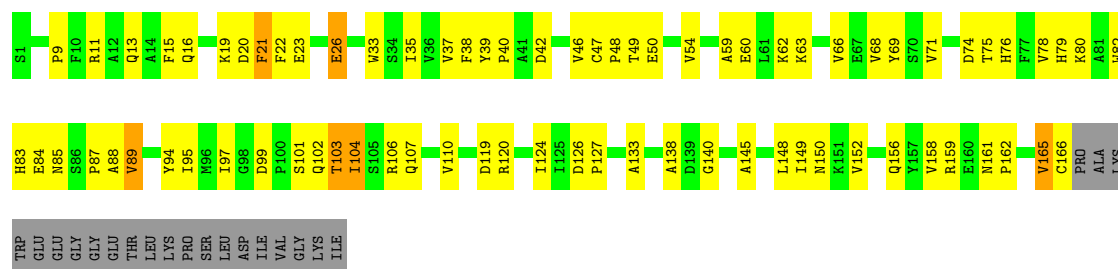 S1 P9 F10 R11 A12 Q13 A14 F15 Q16 K19 D20 F21 F22 E23 E26 W33 S34 I35 V36 V37 F38 Y39 P40 A41 D42 V46 C47 P48 T49 E50 V54 A59 E60 L61 K62 K63 V66 E67 V68 Y69 S70 V71 D74 T75 H76 F77 V78 H79 K80 A81 W82
H83 E84 N85 S86 P87 A88 V89 Y94 I95 M96 I97 G98 D99 P100 S101 Q102 T103 I104 S105 R106 Q107 V110 D119 R120 I124 I125 D126 P127 A133 A138 D139 G140 A145 L148 I149 N150 K151 V152 Q156 Y157 V158 R159 E160 N161 P162 V165 C166 PRO ALA LYS
TRP GLU GLU GLY GLY GLU THR LEU LYS PRO SER LEU ASP ILE VAL GLY LYS ILE